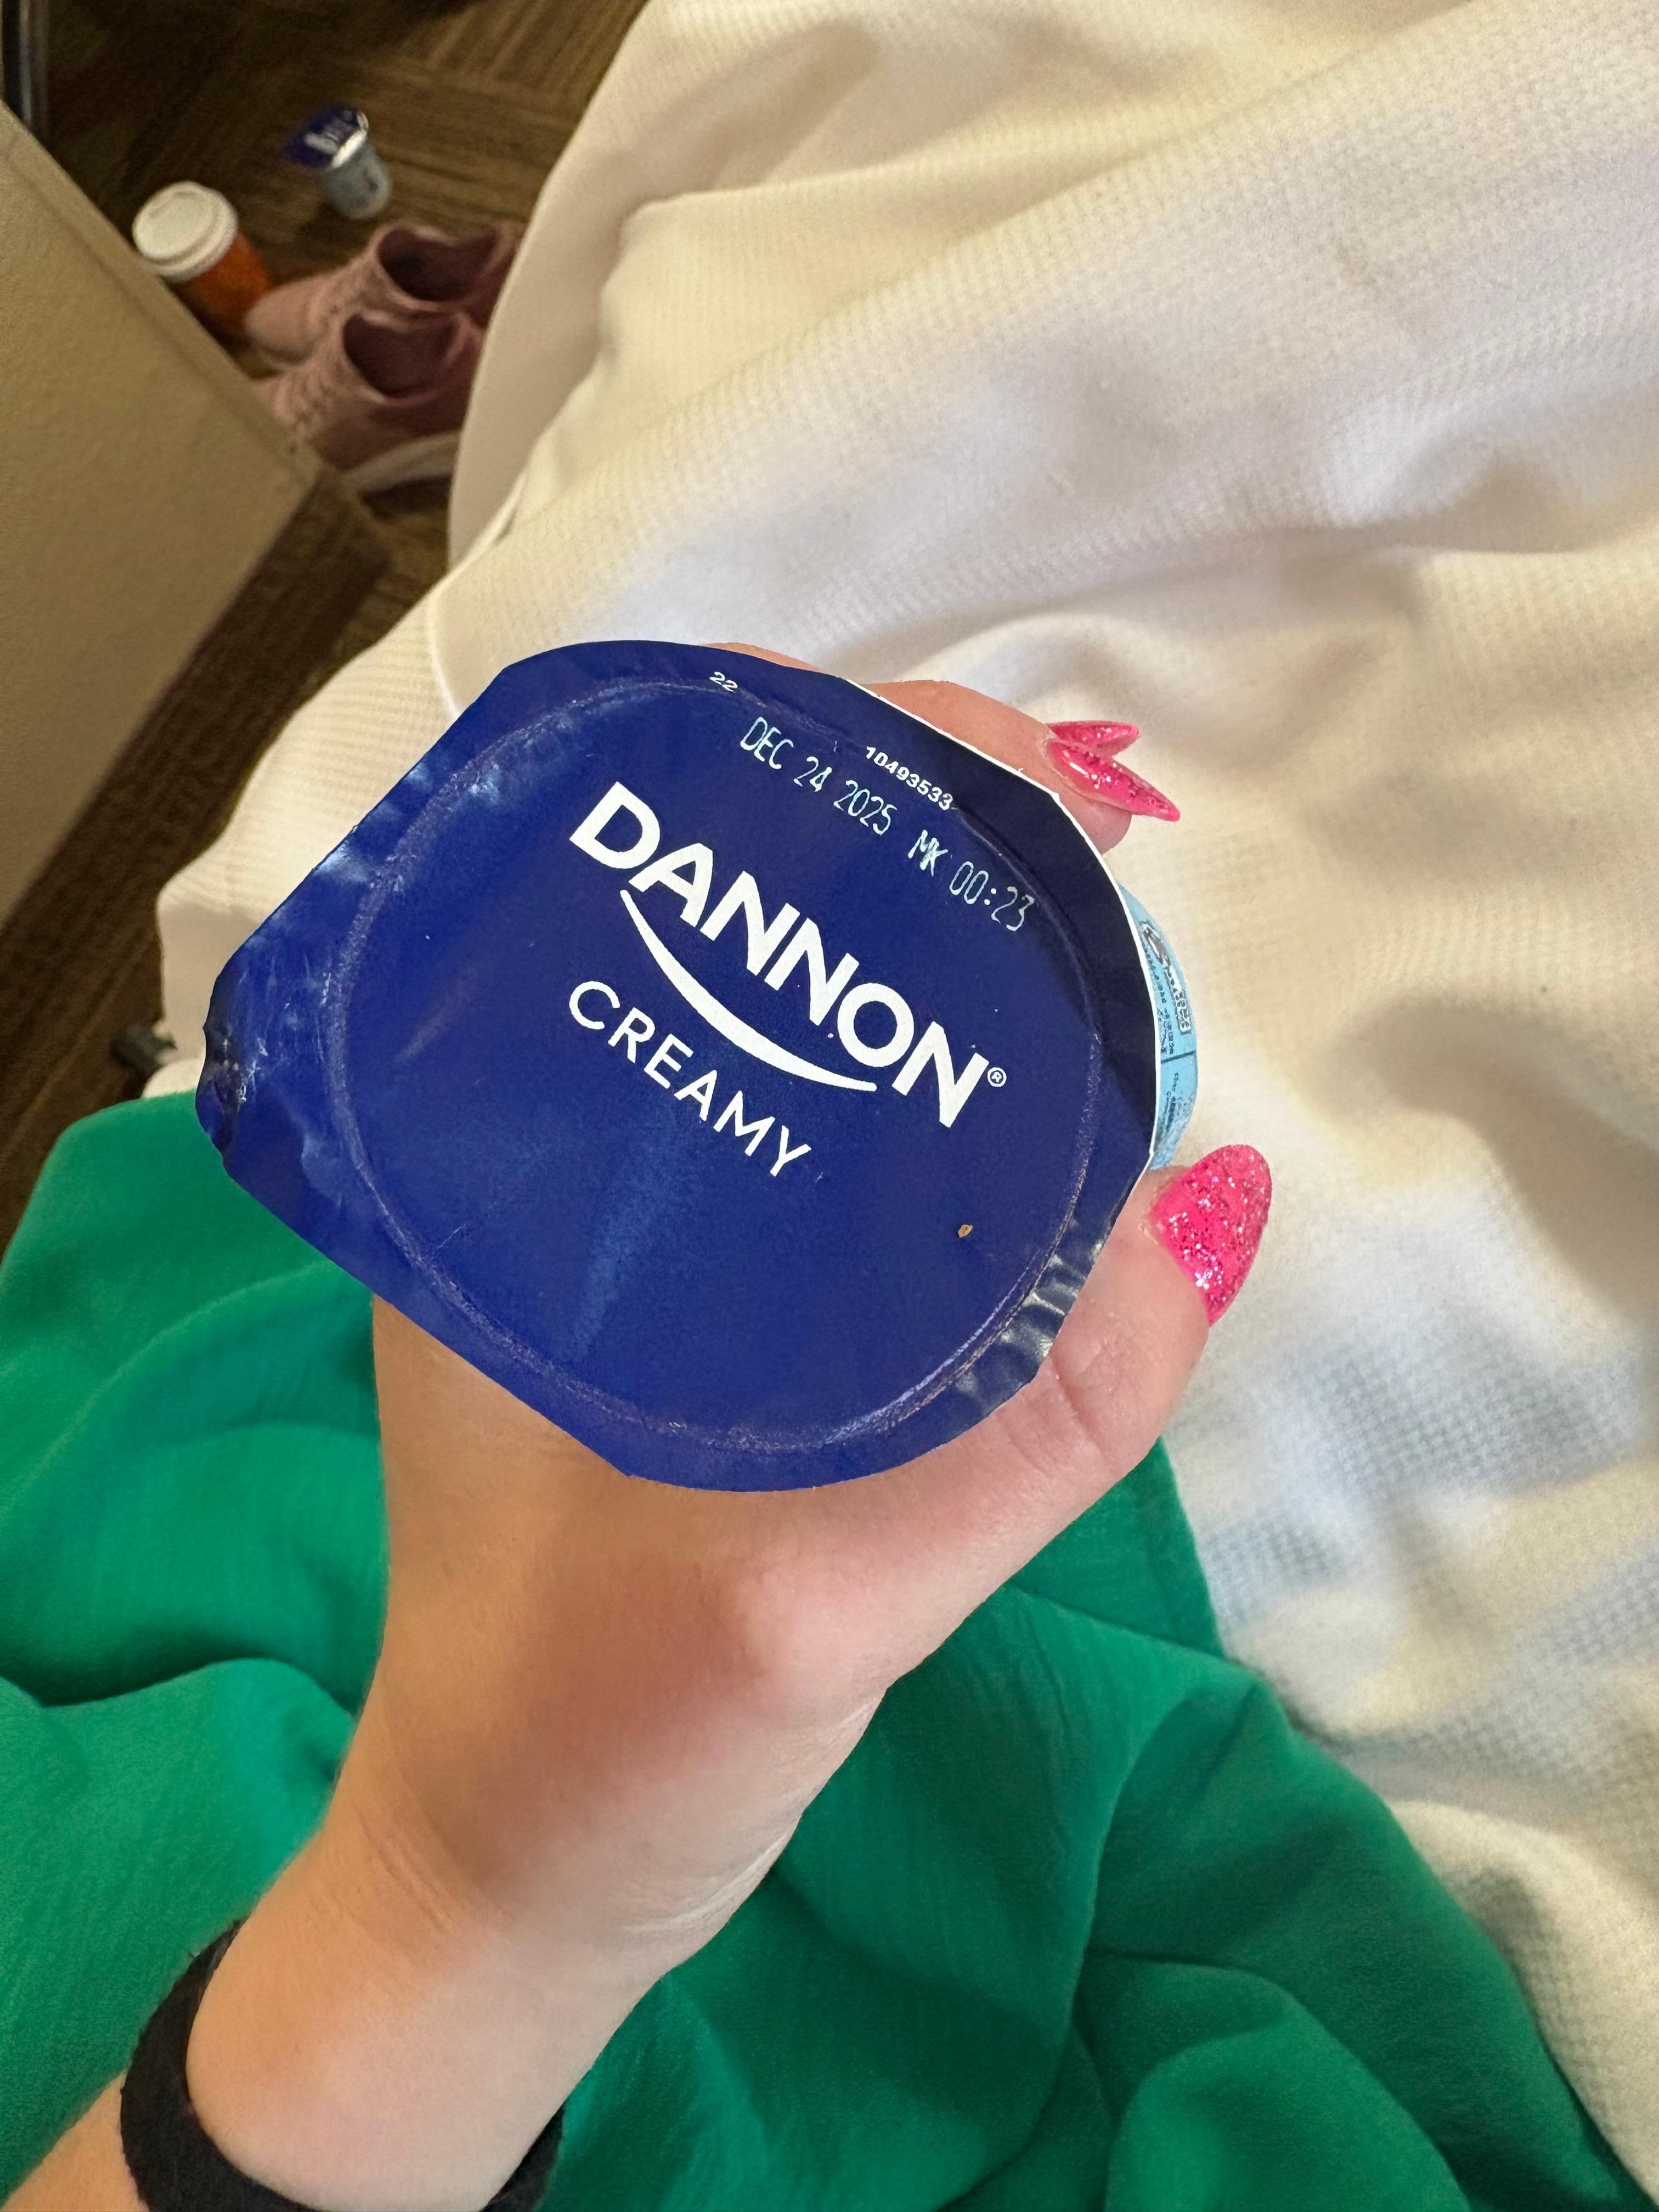 22
10493533
DEC 24 2025 MK 00:23
DANNON®
CREAMY